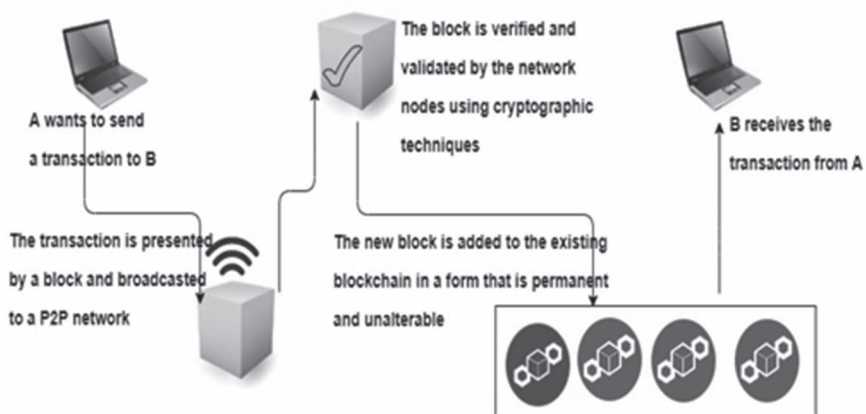 A wants to send
a transaction to B
The transaction is presented
by a block and broadcasted
to a P2P network
The block is verified and
validated by the network
nodes using cryptographic
techniques
The new block is added to the existing
blockchain in a form that is permanent
and unalterable
B receives the
transaction from A